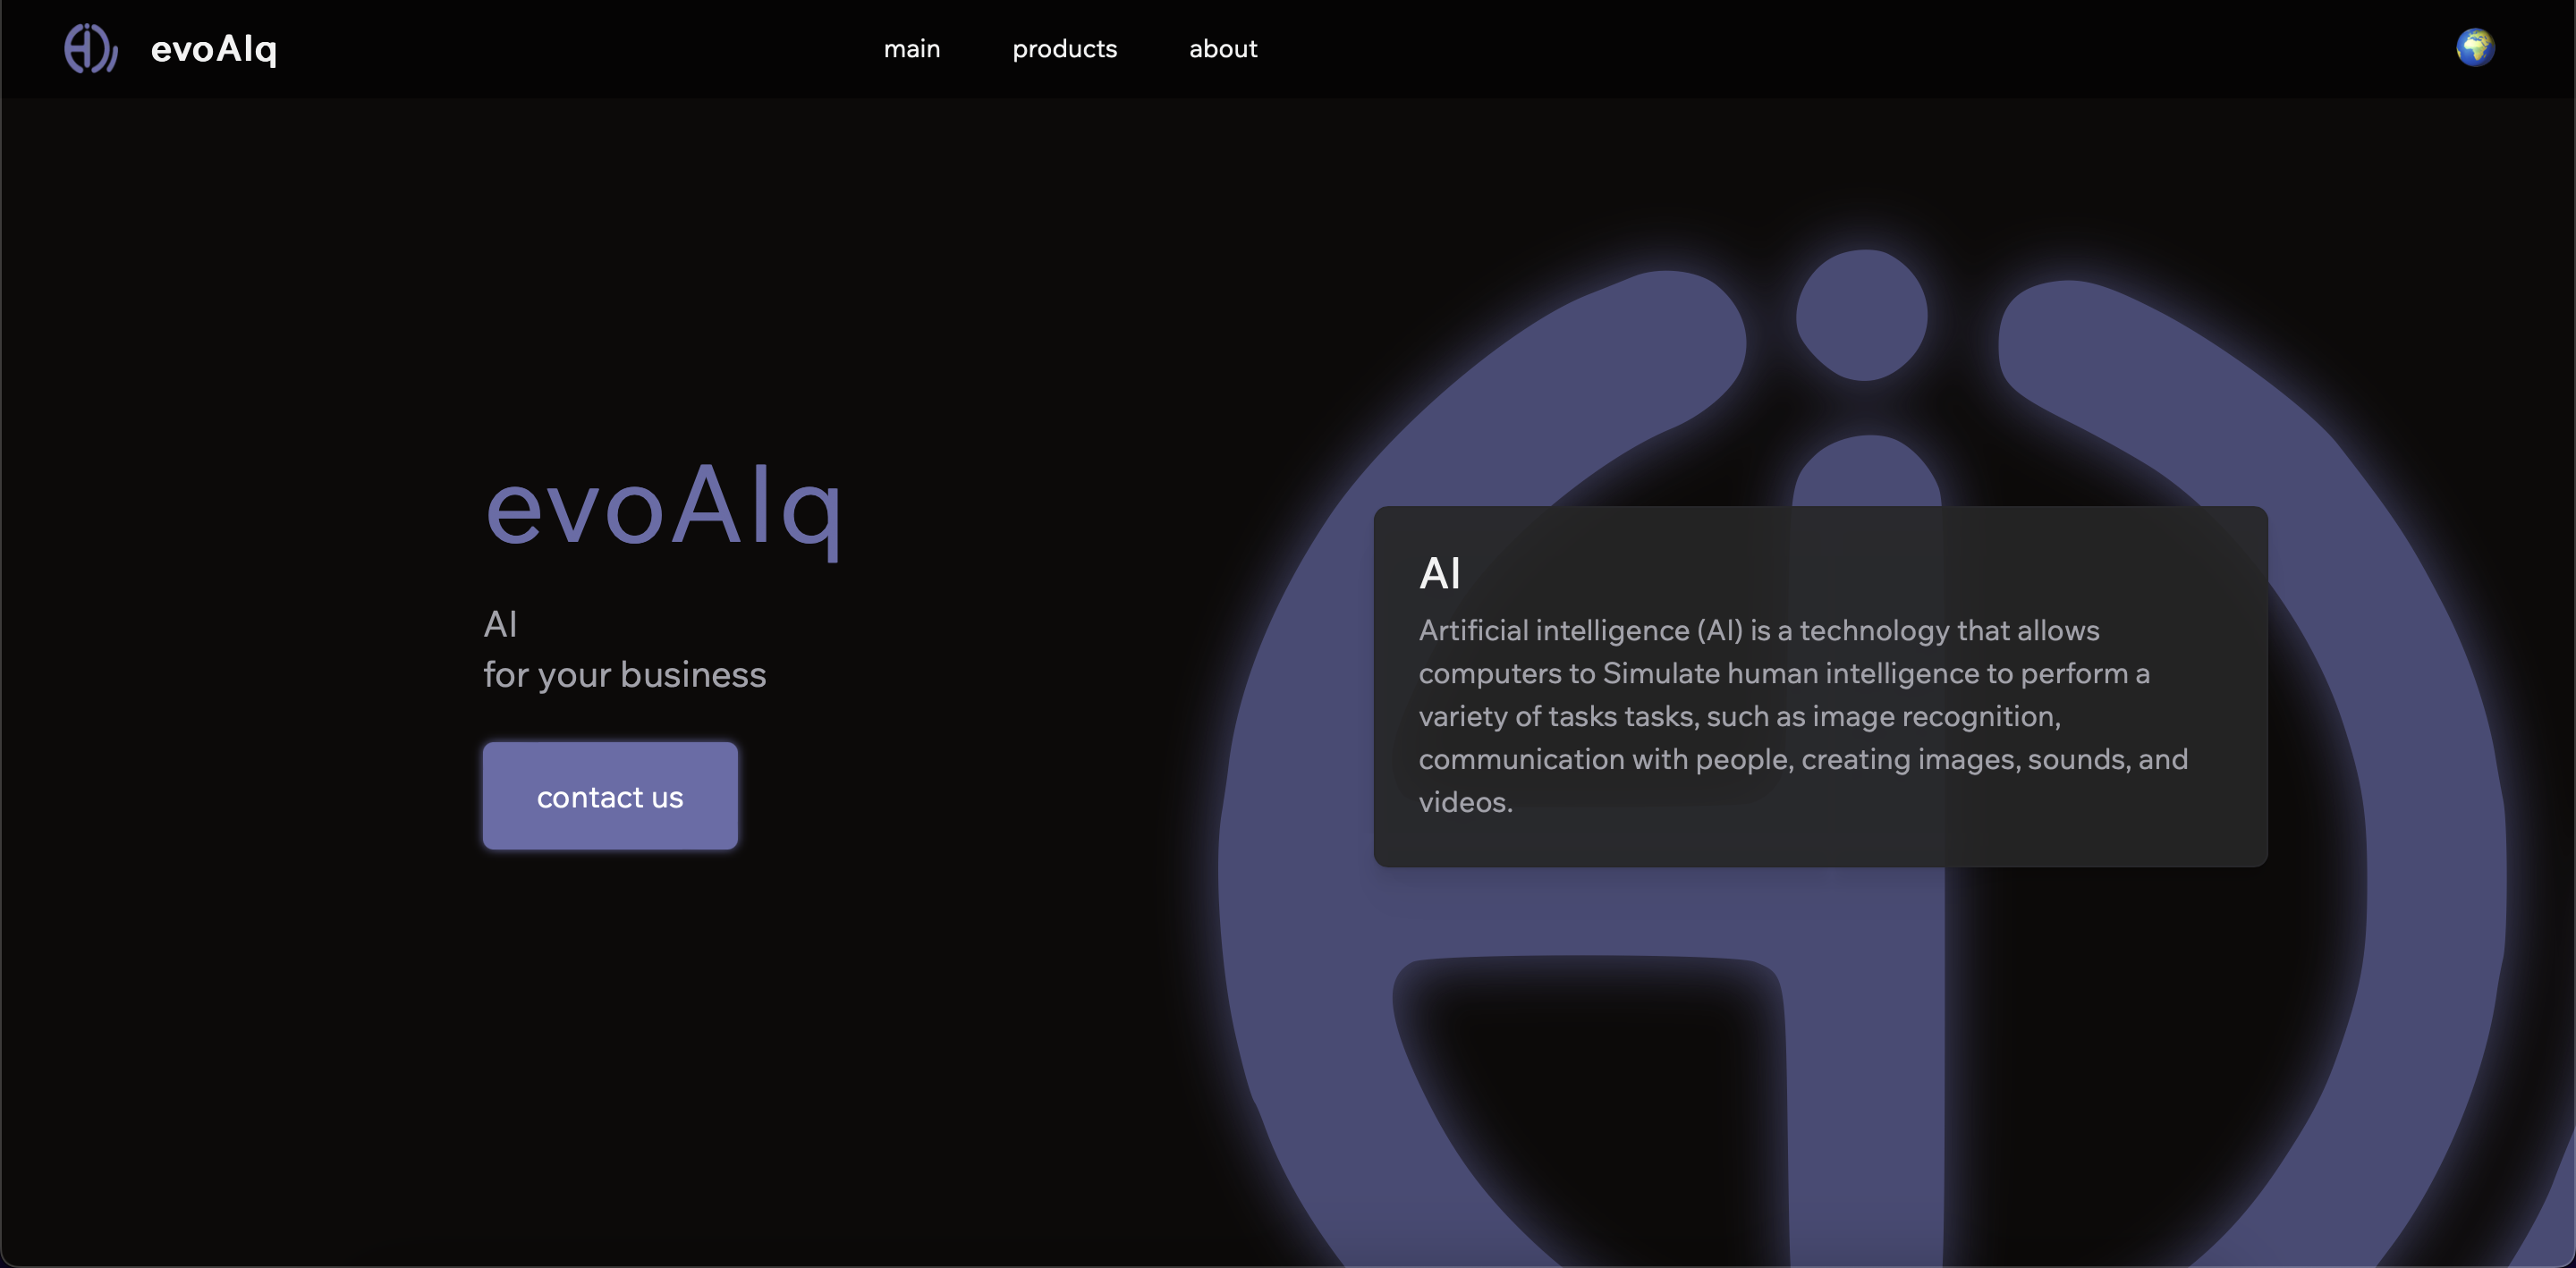 evoAIq
main
products
about
evoAIq
AI
for your business
contact us
AI
Artificial intelligence (AI) is a technology that allows
computers to Simulate human intelligence to perform a
variety of tasks tasks, such as image recognition,
communication with people, creating images, sounds, and
videos.